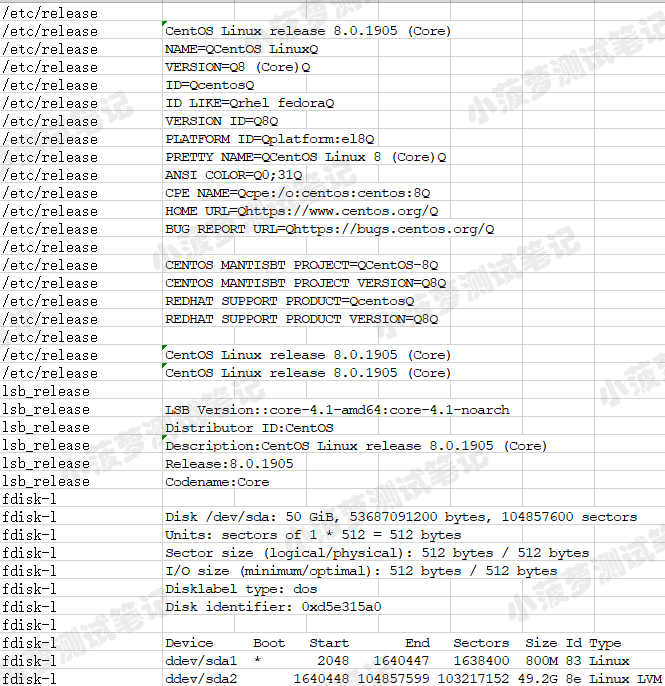 /etc/release
/etc/release CentOS Linux release 8.0.1905 (Core)
/etc/release NAME=QCentOS LinuxQ
/etc/release VERSION=Q8 (Core)Q
/etc/release ID=QcentosQ
/etc/release ID LIKE=Qrhel fedoraQ
/etc/release VERSION ID=Q8Q
/etc/release PLATFORM ID=Qplatform:el8Q
/etc/release PRETTY NAME=QCentOS Linux 8 (Core)Q
/etc/release ANSI COLOR=Q0;31Q
/etc/release CPE NAME=Qcpe:/o:centos:centos:8Q
/etc/release HOME URL=Qhttps://www.centos.org/Q
/etc/release BUG REPORT URL=Qhttps://bugs.centos.org/Q
/etc/release
/etc/release CENTOS MANTISBT PROJECT=QCentOS-8Q
/etc/release CENTOS MANTISBT PROJECT VERSION=Q8Q
/etc/release REDHAT SUPPORT PRODUCT=QcentosQ
/etc/release REDHAT SUPPORT PRODUCT VERSION=Q8Q
/etc/release
/etc/release CentOS Linux release 8.0.1905 (Core)
/etc/release CentOS Linux release 8.0.1905 (Core)
lsb_release
lsb_release LSB Version::core-4.1-amd64:core-4.1-noarch
lsb_release Distributor ID:CentOS
lsb_release Description:CentOS Linux release 8.0.1905 (Core)
lsb_release Release:8.0.1905
lsb_release Codename:Core
fdisk-l
fdisk-l Disk /dev/sda: 50 GiB, 53687091200 bytes, 104857600 sectors
fdisk-l Units: sectors of 1 * 512 = 512 bytes
fdisk-l Sector size (logical/physical): 512 bytes / 512 bytes
fdisk-l I/O size (minimum/optimal): 512 bytes / 512 bytes
fdisk-l Disklabel type: dos
fdisk-l Disk identifier: 0xd5e315a0
fdisk-l
fdisk-l Device Boot Start End Sectors Size Id Type
fdisk-l ddev/sda1 * 2048 1640447 1638400 800M 83 Linux
fdisk-l ddev/sda2 1640448 104857599 103217152 49.2G 8e Linux LVM
小菠萝测试笔记